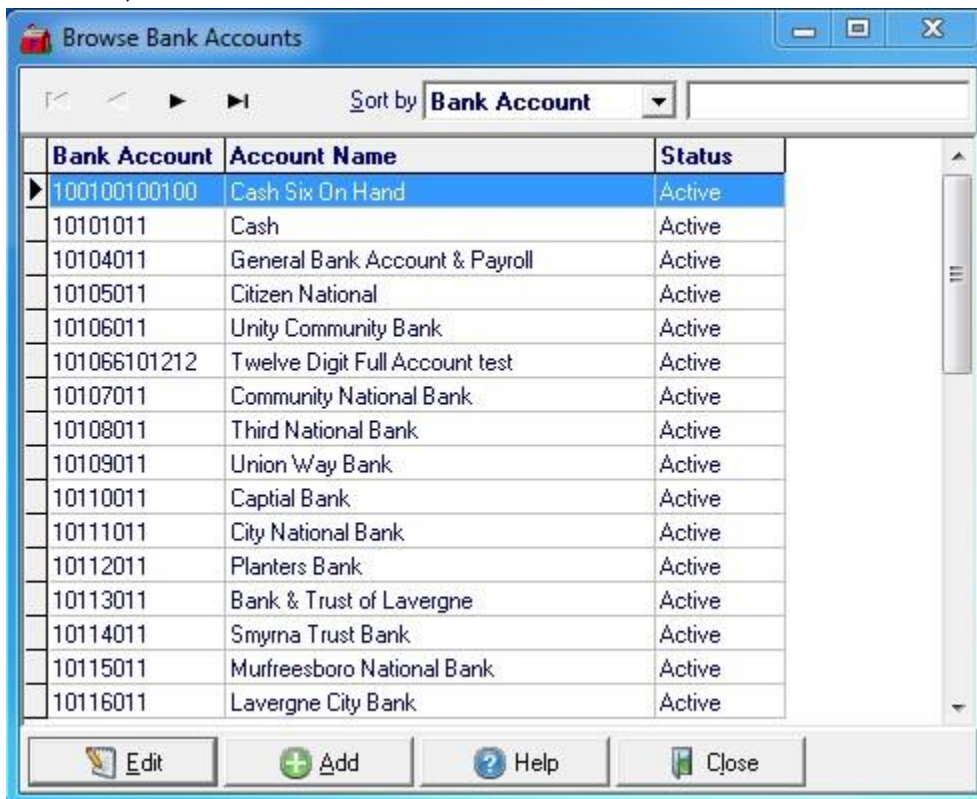 Browse Bank Accounts
Sort by Bank Account
Bank Account Account Name Status
100100100100 Cash Six On Hand Active
10101011 Cash Active
10104011 General Bank Account & Payroll Active
10105011 Citizen National Active
10106011 Unity Community Bank Active
101066101212 Twelve Digit Full Account test Active
10107011 Community National Bank Active
10108011 Third National Bank Active
10109011 Union Way Bank Active
10110011 Captial Bank Active
10111011 City National Bank Active
10112011 Planters Bank Active
10113011 Bank & Trust of Lavergne Active
10114011 Smyrna Trust Bank Active
10115011 Murfreesboro National Bank Active
10116011 Lavergne City Bank Active
Edit Add Help Close